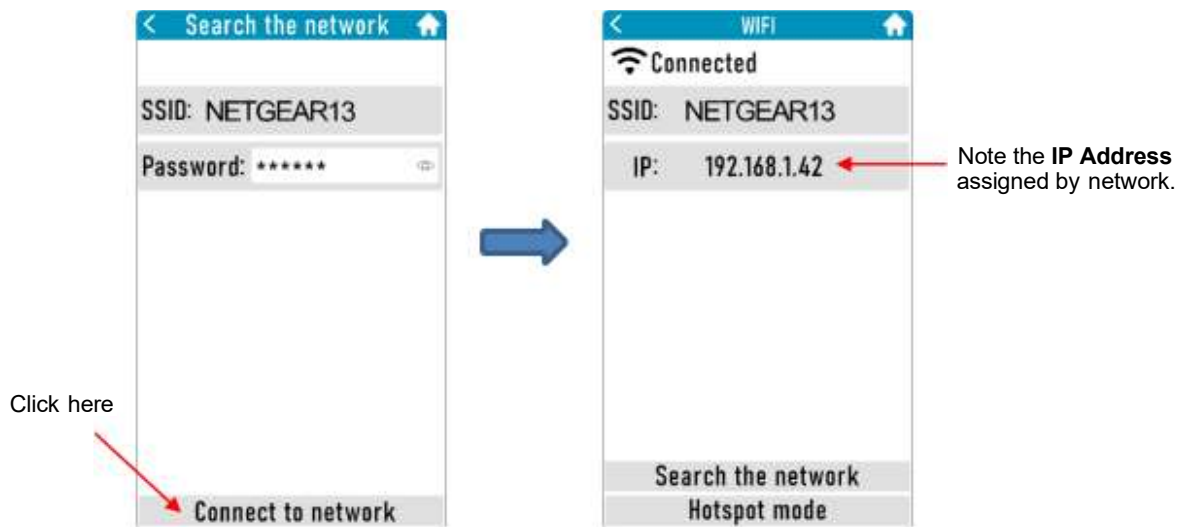 Search the network
SSID: NETGEAR13
Password: ******
Click here
Connect to network
WIFI
Connected
SSID: NETGEAR13
IP: 192.168.1.42
Note the IP Address
assigned by network.
Search the network
Hotspot mode